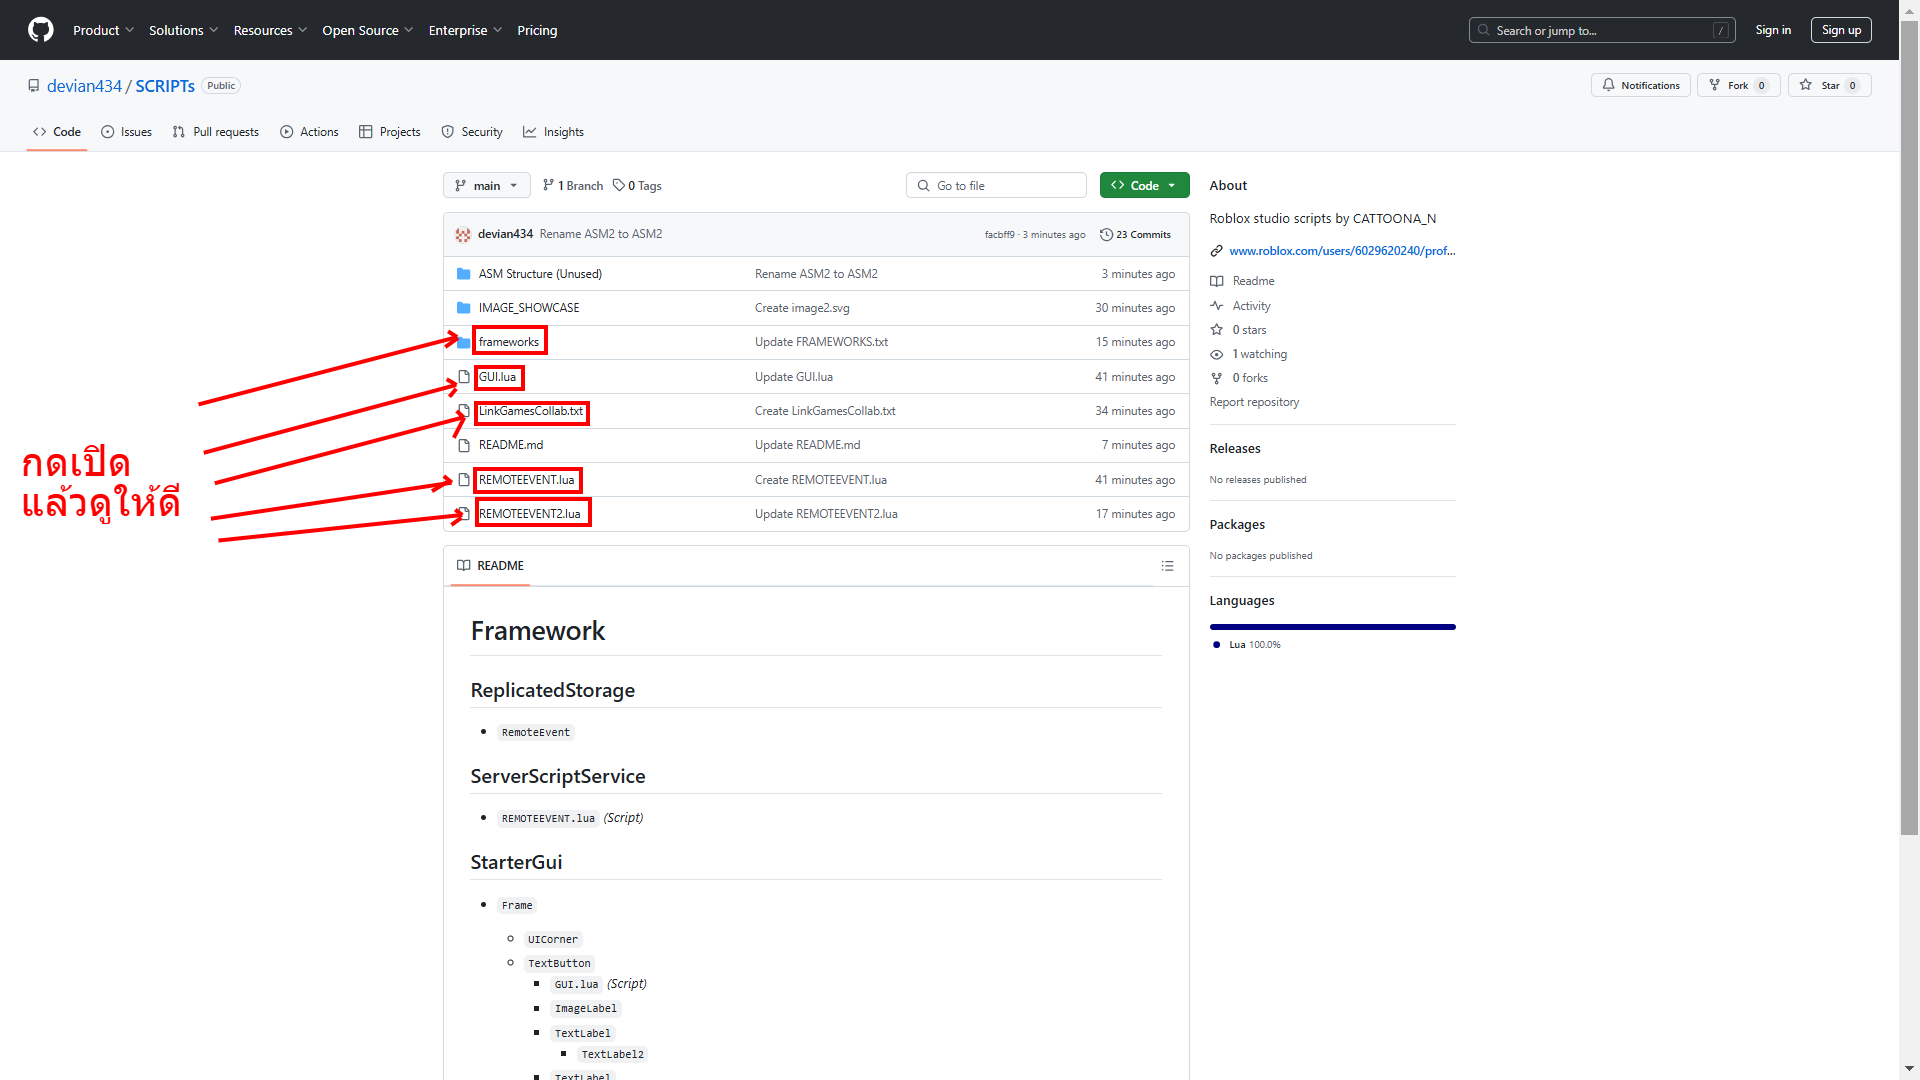 Product Solutions Resources Open Source Enterprise Pricing Search or jump to... / Sign in Sign up
devian434 / SCRIPTs Public Notifications Fork 0 Star 0
Code Issues Pull requests Actions Projects Security Insights
main 1 Branch 0 Tags Go to file Code
devian434 Rename ASM2 to ASM2 facbff9 · 3 minutes ago 23 Commits
ASM Structure (Unused) Rename ASM2 to ASM2 3 minutes ago
IMAGE_SHOWCASE Create image2.svg 30 minutes ago
frameworks Update FRAMEWORKS.txt 15 minutes ago
GUI.lua Update GUI.lua 41 minutes ago
LinkGamesCollab.txt Create LinkGamesCollab.txt 34 minutes ago
README.md Update README.md 7 minutes ago
REMOTEEVENT.lua Create REMOTEEVENT.lua 41 minutes ago
REMOTEEVENT2.lua Update REMOTEEVENT2.lua 17 minutes ago
กดเปิด
แล้วดูให้ดี
README
Framework
ReplicatedStorage
RemoteEvent
ServerScriptService
REMOTEEVENT.lua (Script)
StarterGui
Frame
UICorner
TextButton
GUI.lua (Script)
ImageLabel
TextLabel
TextLabel2
TextLabel
About
Roblox studio scripts by CATTOONA_N
www.roblox.com/users/6029620240/prof...
Readme
Activity
0 stars
1 watching
0 forks
Report repository
Releases
No releases published
Packages
No packages published
Languages
Lua 100.0%